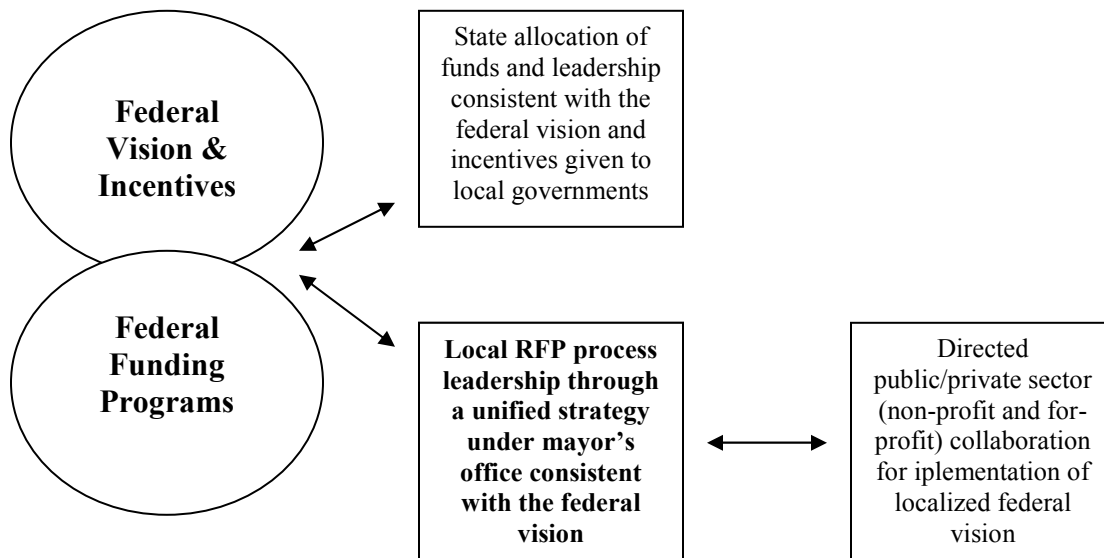 Federal
Vision &
Incentives
State allocation of
funds and leadership
consistent with the
federal vision and
incentives given to
local governments
Federal
Funding
Programs
Local RFP process
leadership through
a unified strategy
under mayor's
office consistent
with the federal
vision
Directed
public/private sector
(non-profit and for-
profit) collaboration
for iplementation of
localized federal
vision